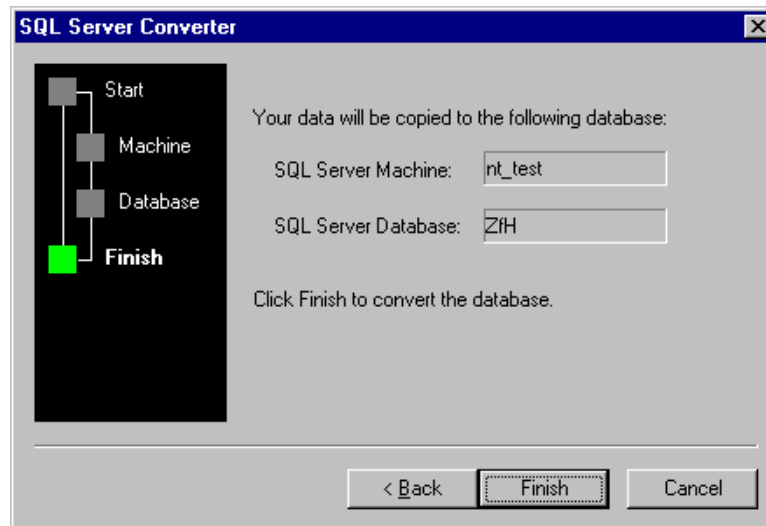 SQL Server Converter
Start
Machine
Database
Finish
Your data will be copied to the following database:
SQL Server Machine: nt_test
SQL Server Database: ZfH
Click Finish to convert the database.
< Back Finish Cancel